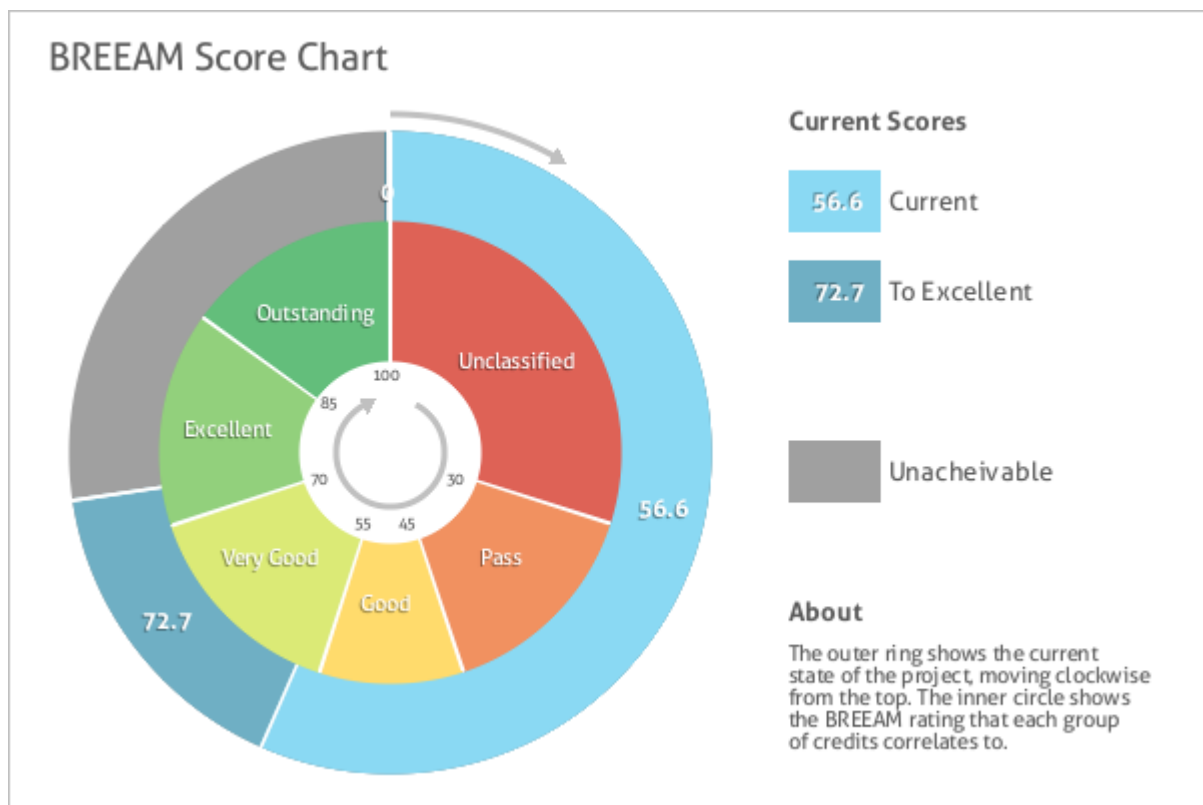 BREEAM Score Chart
0
Outstanding
Unclassified
100
85
Excellent
70
30
55
45
56.6
Very Good
Pass
Good
72.7
Current Scores
56.6 Current
72.7 To Excellent
Unacheivable
About
The outer ring shows the current
state of the project, moving clockwise
from the top. The inner circle shows
the BREEAM rating that each group
of credits correlates to.